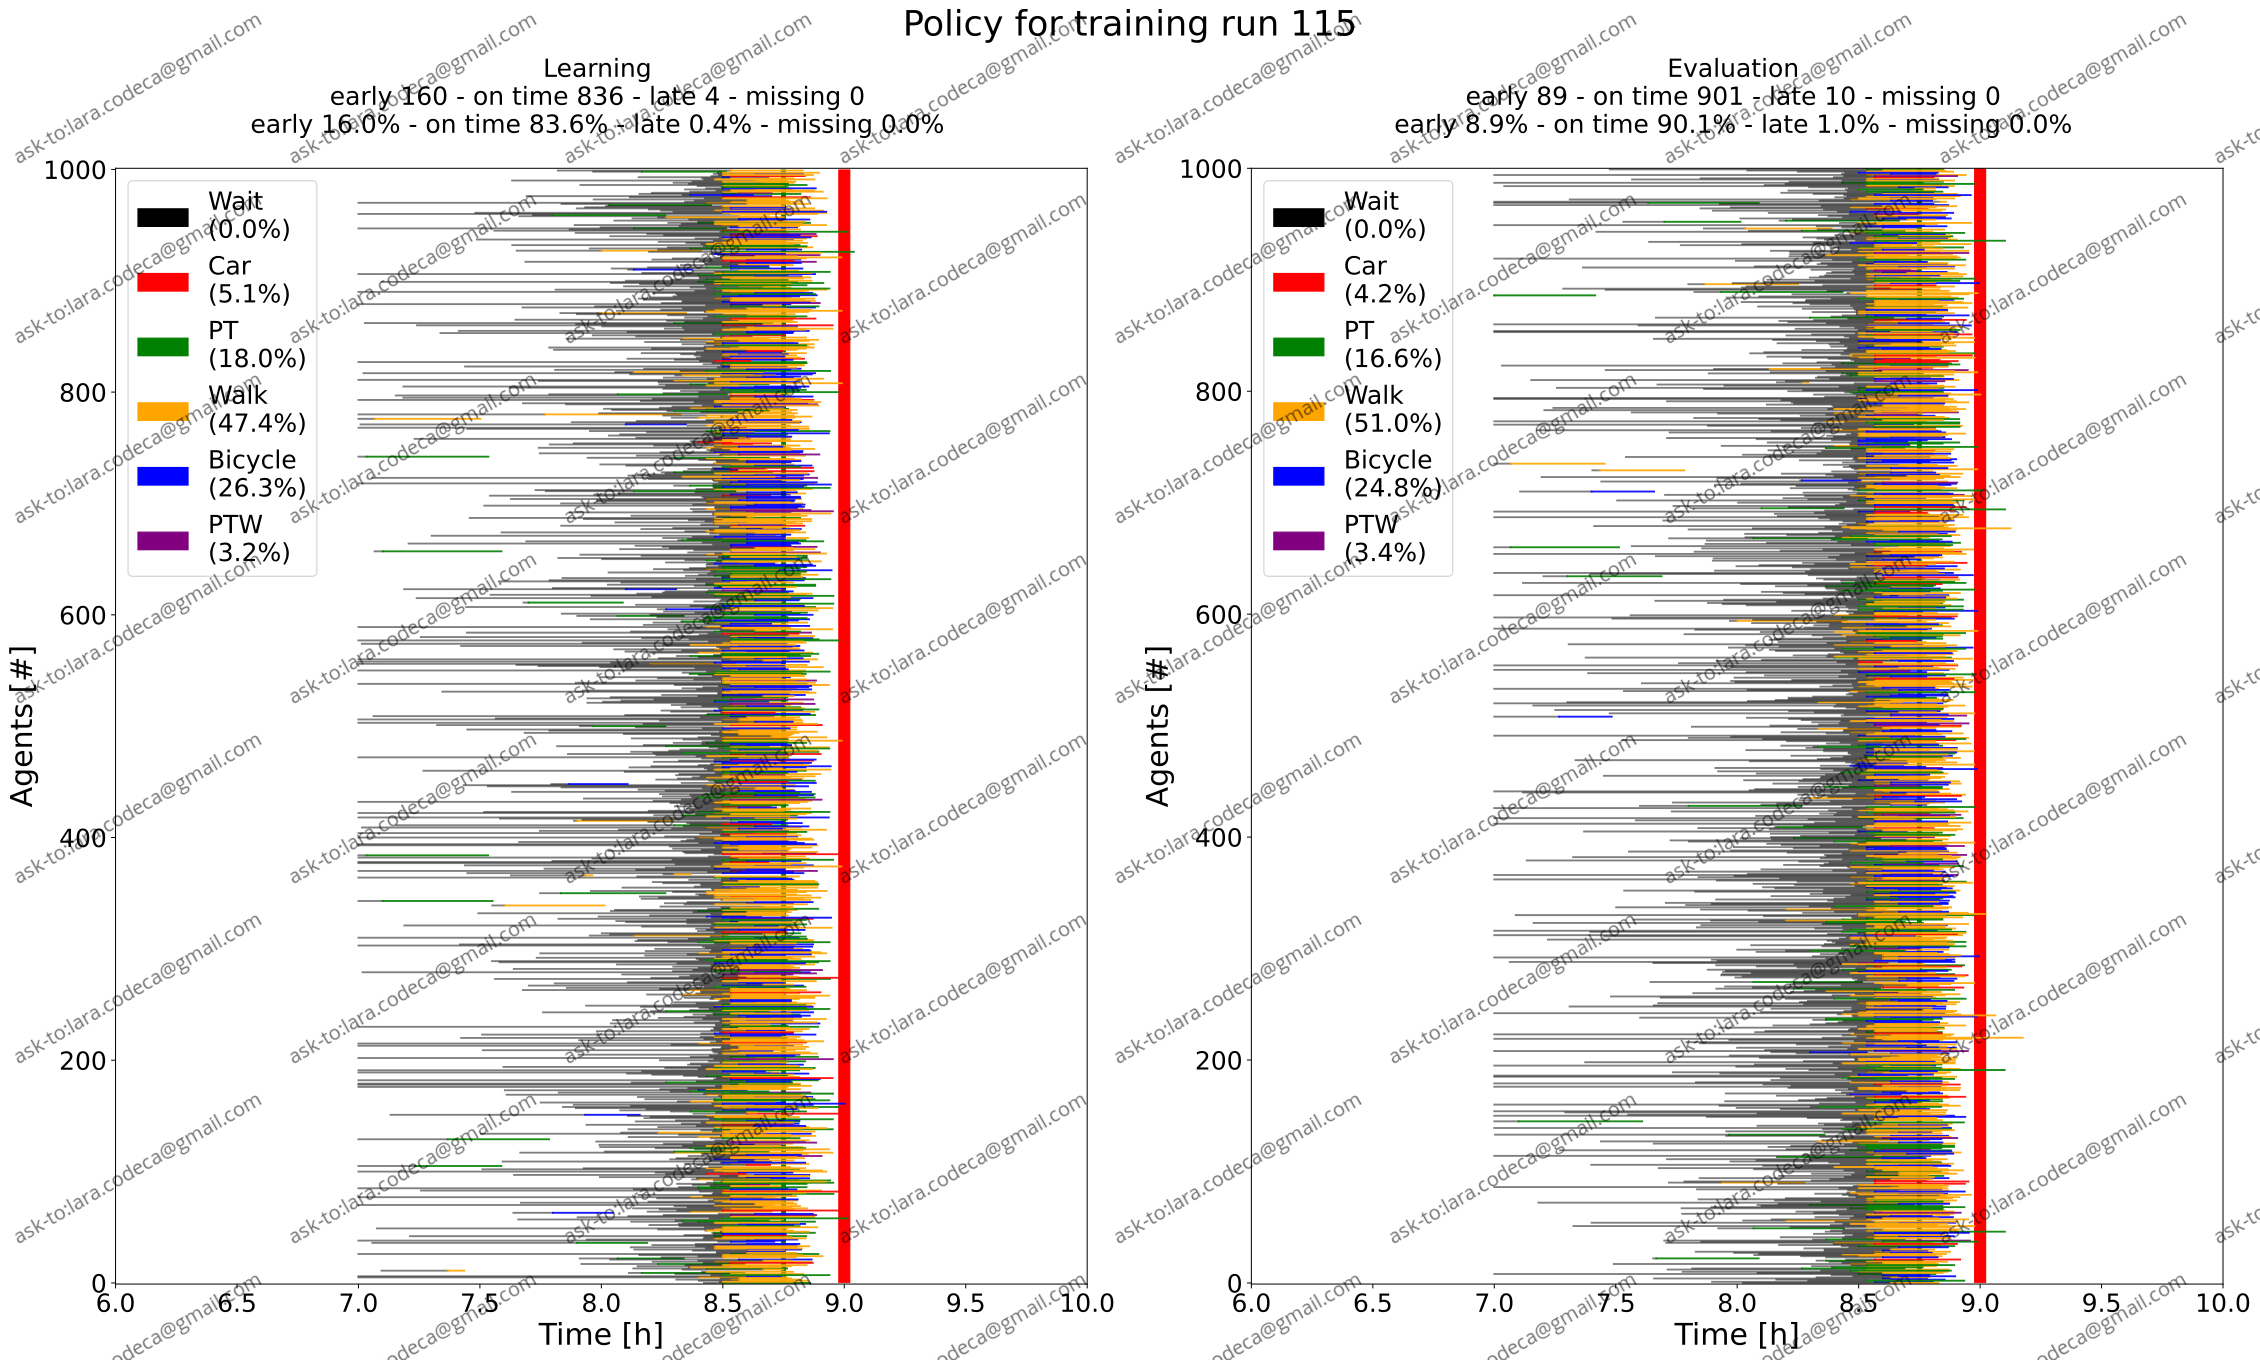 Policy for training run 115
Learning
early 160 - on time 836 - late 4 - missing 0
early 16.0% - on time 83.6% - late 0.4% - missing 0.0%
Evaluation
early 89 - on time 901 - late 10 - missing 0
early 8.9% - on time 90.1% - late 1.0% - missing 0.0%
Wait
(0.0%)
Car
(5.1%)
PT
(18.0%)
Walk
(47.4%)
Bicycle
(26.3%)
PTW
(3.2%)
Agents [#]
1000
800
600
400
200
0
6.0 6.5 7.0 7.5 8.0 8.5 9.0 9.5 10.0
Time [h]
Wait
(0.0%)
Car
(4.2%)
PT
(16.6%)
Walk
(51.0%)
Bicycle
(24.8%)
PTW
(3.4%)
Agents [#]
1000
800
600
400
200
0
6.0 6.5 7.0 7.5 8.0 8.5 9.0 9.5 10.0
Time [h]
ask-to:lara.codeca@gmail.com